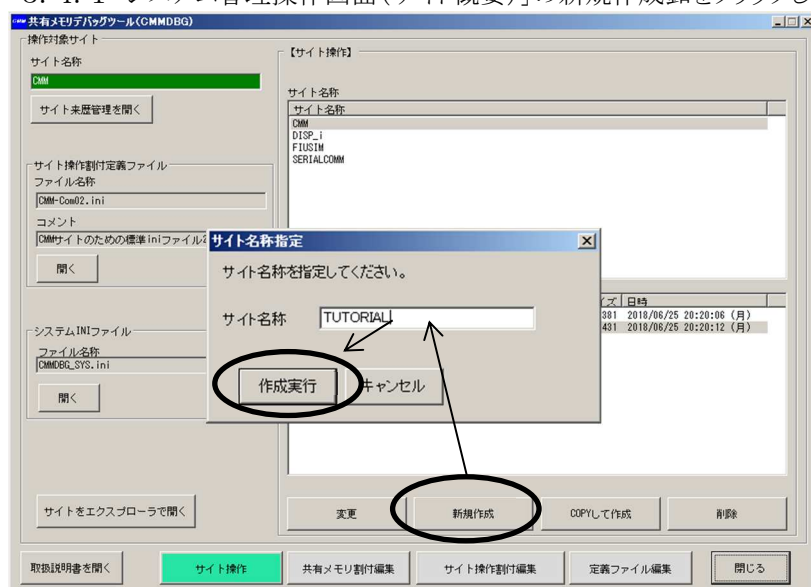 共有メモリデバッグツール(CMMDBG)
操作対象サイト
サイト名称
CMM
サイト来歴管理を開く
サイト操作割付定義ファイル
ファイル名称
CMM-Com02.ini
コメント
CMMサイトのための標準iniファイル
開く
システムINIファイル
ファイル名称
CMMDBG_SYS.ini
開く
サイトをエクスプローラで開く
【サイト操作】
サイト名称
サイト名称
CMM
DISP_i
FIUSIM
SERIALCOMM
サイト名称指定
サイト名称を指定してください。
サイト名称 TUTORIAL
作成実行 キャンセル
イズ 日時
381 2018/06/25 20:20:06 (月)
431 2018/06/25 20:20:12 (月)
変更 新規作成 COPYして作成 削除
取扱説明書を開く サイト操作 共有メモリ割付編集 サイト操作割付編集 定義ファイル編集 閉じる